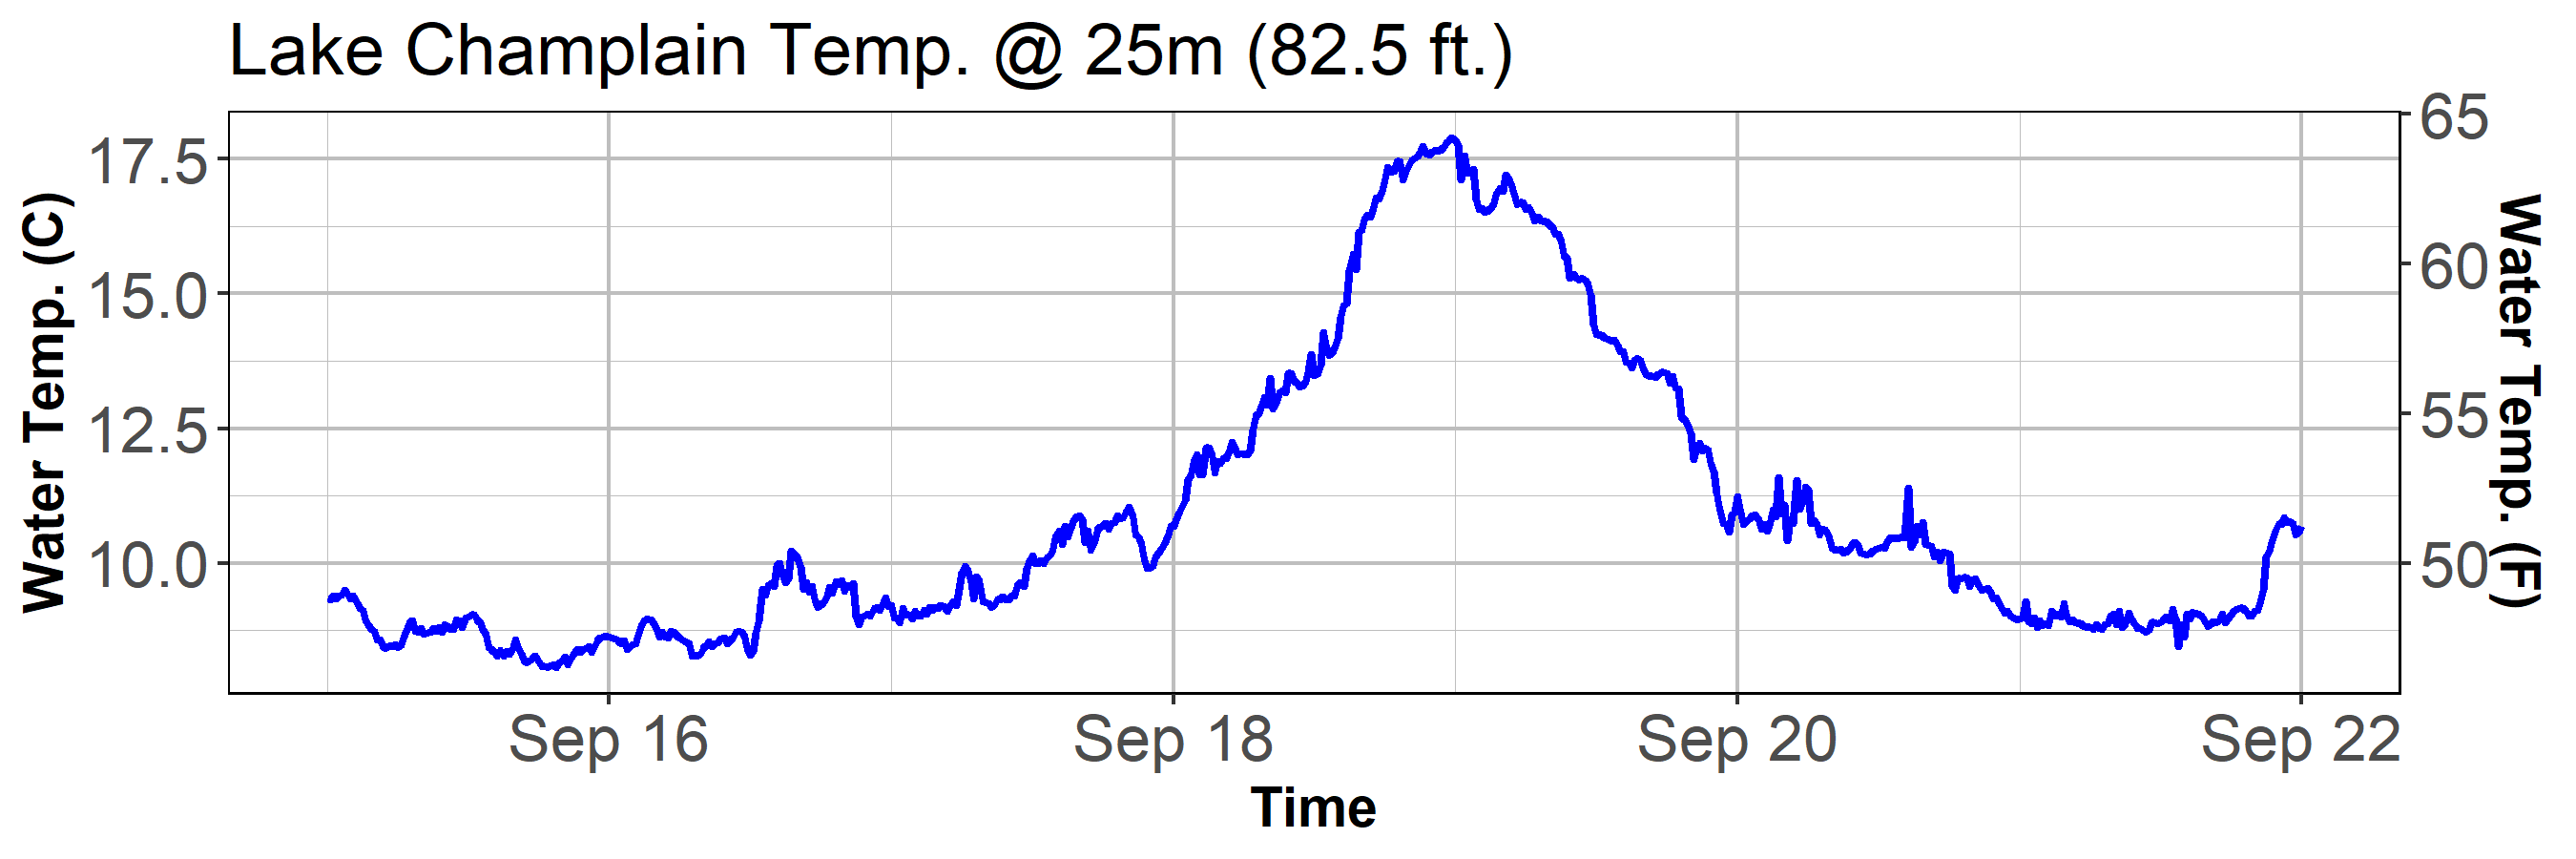 Lake Champlain Temp. @ 25m (82.5 ft.)
Water Temp. (C)
17.5
15.0
12.5
10.0
65
60
55
50
Water Temp. (F)
Sep 16
Sep 18
Sep 20
Sep 22
Time